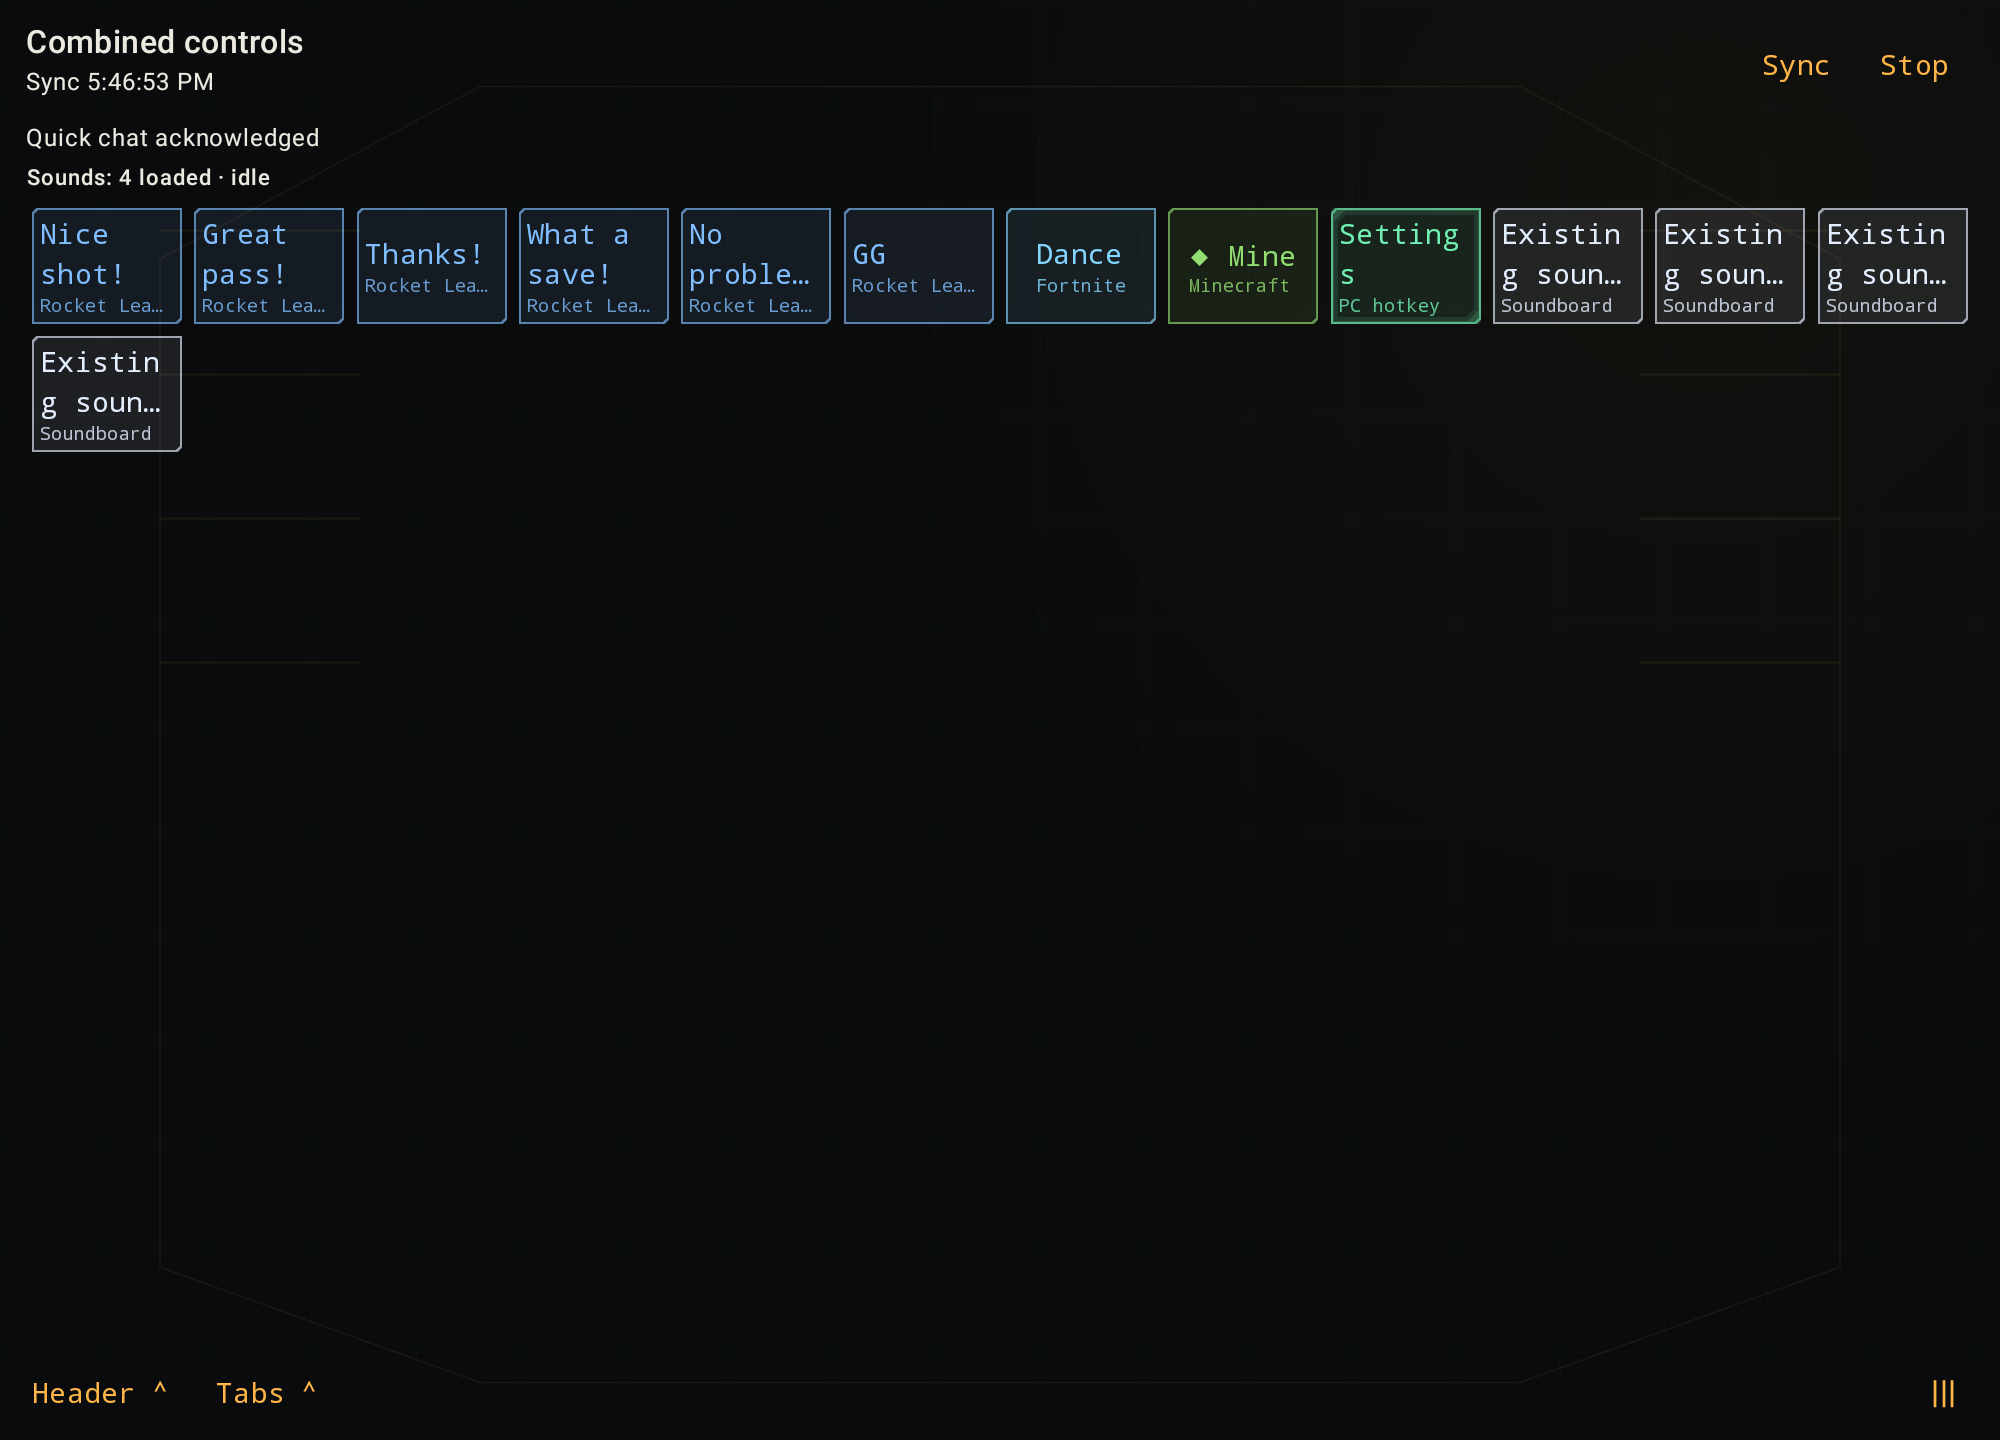 Combined controls
Sync 5:46:53 PM
Sync Stop
Quick chat acknowledged
Sounds: 4 loaded · idle
Nice
shot!
Rocket Lea…
Great
pass!
Rocket Lea…
Thanks!
Rocket Lea…
What a
save!
Rocket Lea…
No
proble…
Rocket Lea…
GG
Rocket Lea…
Dance
Fortnite
◆ Mine
Minecraft
Setting
s
PC hotkey
Existin
g soun…
Soundboard
Existin
g soun…
Soundboard
Existin
g soun…
Soundboard
Existin
g soun…
Soundboard
Header ^ Tabs ^